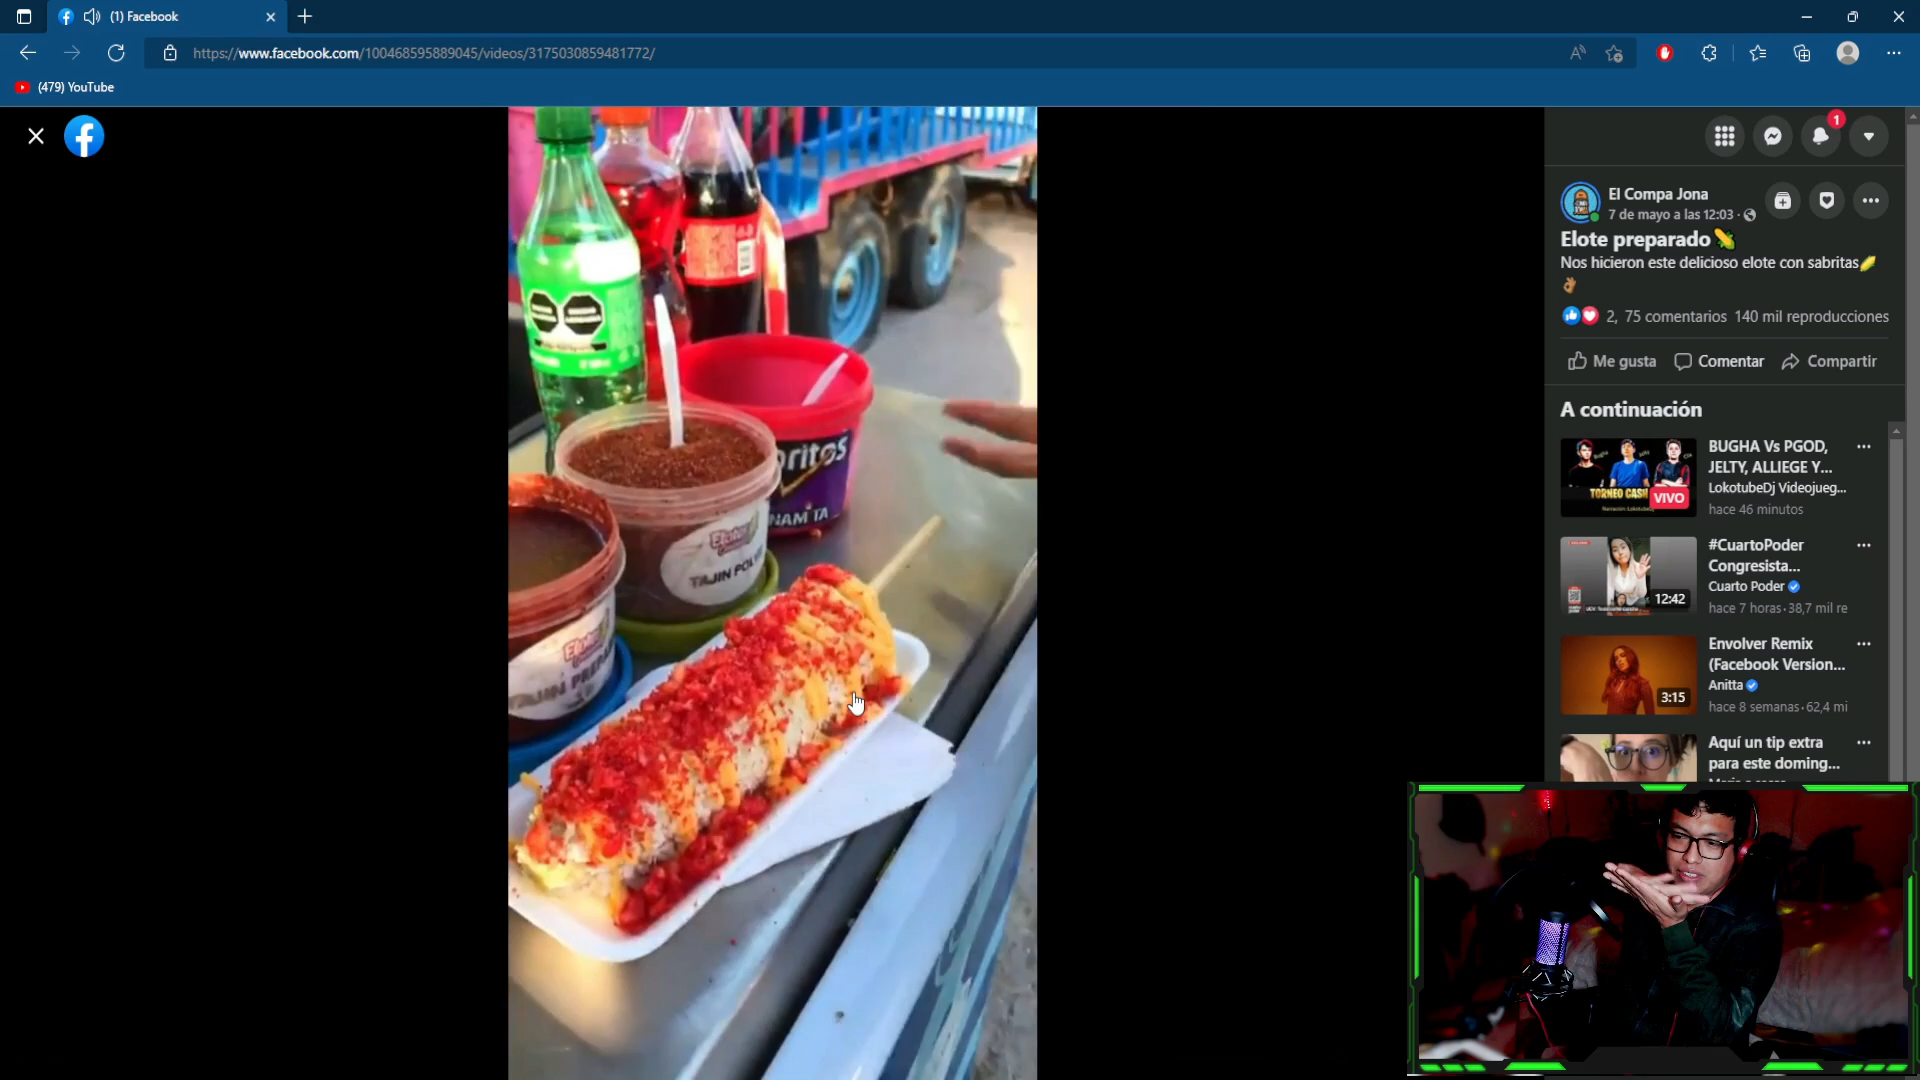 (1) Facebook
https://www.facebook.com/100468595889045/videos/3175030859481772/
(479) YouTube
1
El Compa Jona
7 de mayo a las 12:03
Elote preparado
Nos hicieron este delicioso elote con sabritas
2, 75 comentarios 140 mil reproducciones
Me gusta Comentar Compartir
A continuación
BUGHA Vs PGOD,
JELTY, ALLIEGE Y...
LokotubeDj Videojueg...
hace 46 minutos
TORNEO CASH
VIVO
#CuartoPoder
Congresista...
Cuarto Poder
hace 7 horas · 38,7 mil re
12:42
Envolver Remix
(Facebook Version...
Anitta
hace 8 semanas · 62,4 mi
3:15
Aquí un tip extra
para este doming...
oritos
TAJIN